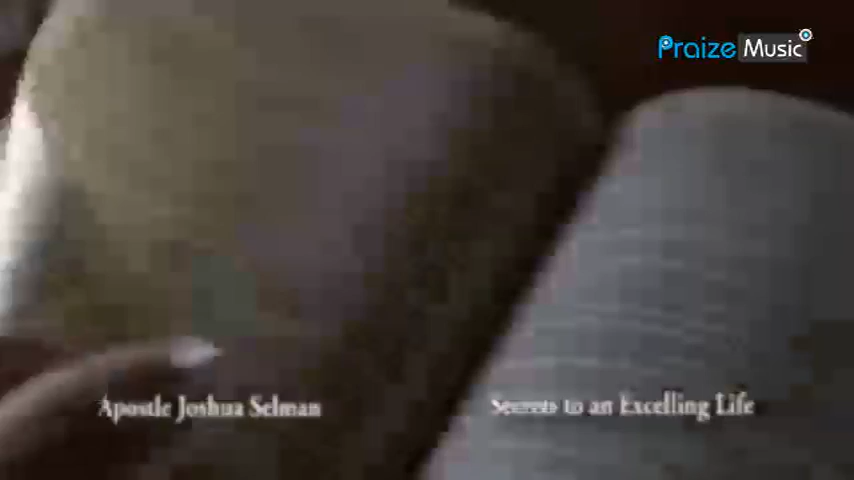 Praize Music
Apostle Joshua Selman
Secrets to an Excelling Life